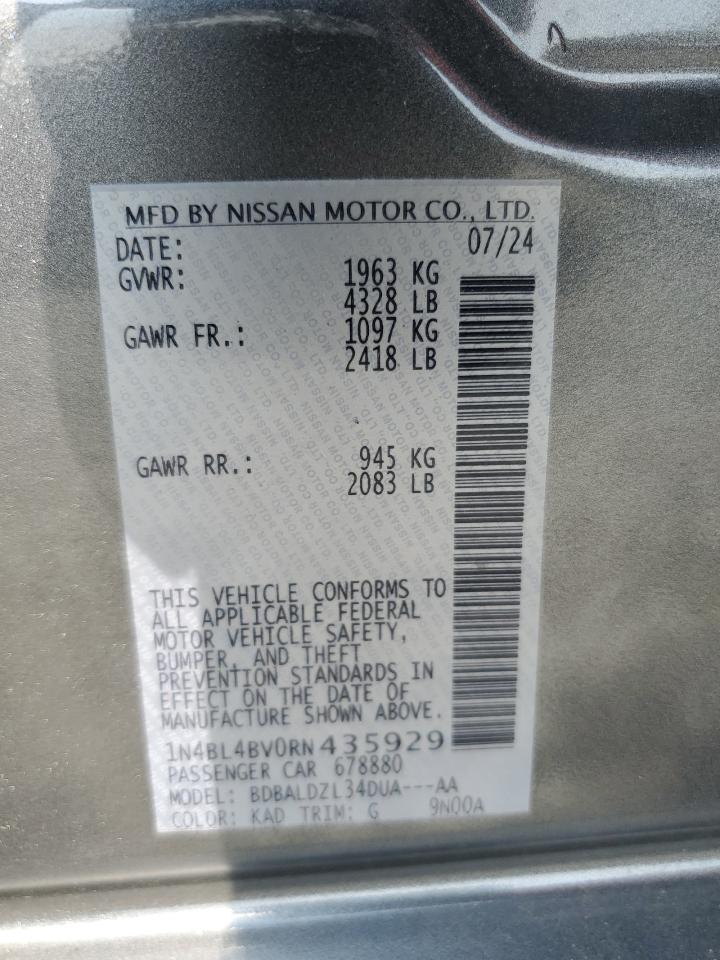 MFD BY NISSAN MOTOR CO., LTD.
DATE: 07/24
GVWR: 1963 KG
4328 LB
GAWR FR.: 1097 KG
2418 LB
GAWR RR.: 945 KG
2083 LB
THIS VEHICLE CONFORMS TO
ALL APPLICABLE FEDERAL
MOTOR VEHICLE SAFETY,
BUMPER, AND THEFT
PREVENTION STANDARDS IN
EFFECT ON THE DATE OF
MANUFACTURE SHOWN ABOVE.
1N4BL4BV0RN435929
PASSENGER CAR 678880
MODEL: BDBALDZL34DUA---AA
COLOR: KAD TRIM: G 9N00A